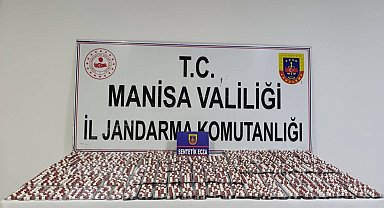 T.C.
MANİSA VALİLİĞİ
İL JANDARMA KOMUTANLIĞI
SENTETİK ECZA